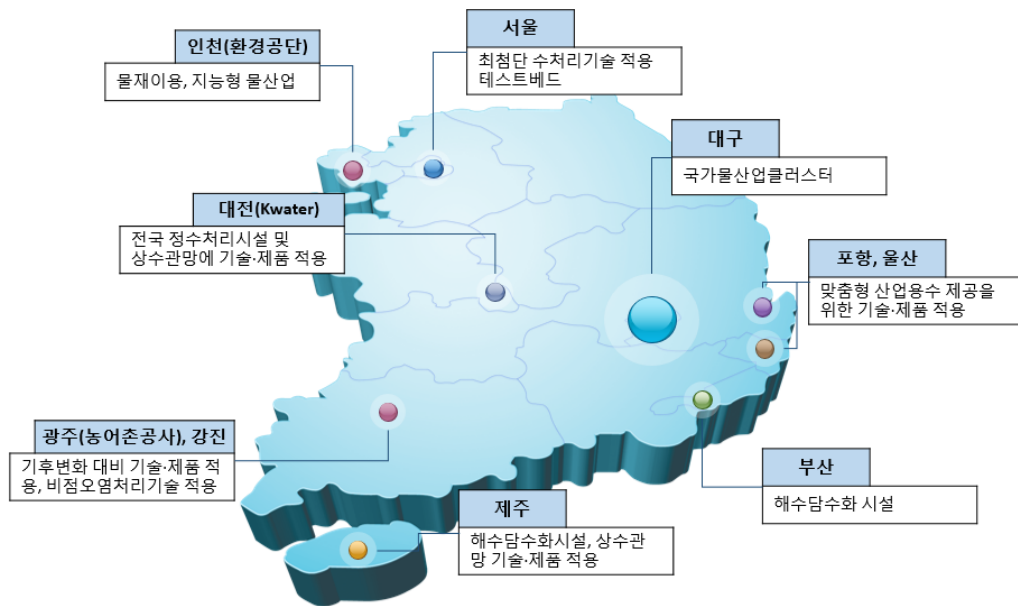 서울
최첨단 수처리기술 적용
테스트베드
인천(환경공단)
물재이용, 지능형 물산업
대구
국가물산업클러스터
대전(Kwater)
전국 정수처리시설 및
상수관망에 기술·제품 적용
포항, 울산
맞춤형 산업용수 제공을
위한 기술·제품 적용
광주(농어촌공사), 강진
기후변화 대비 기술·제품 적
용, 비점오염처리기술 적용
부산
해수담수화 시설
제주
해수담수화시설, 상수관
망 기술·제품 적용